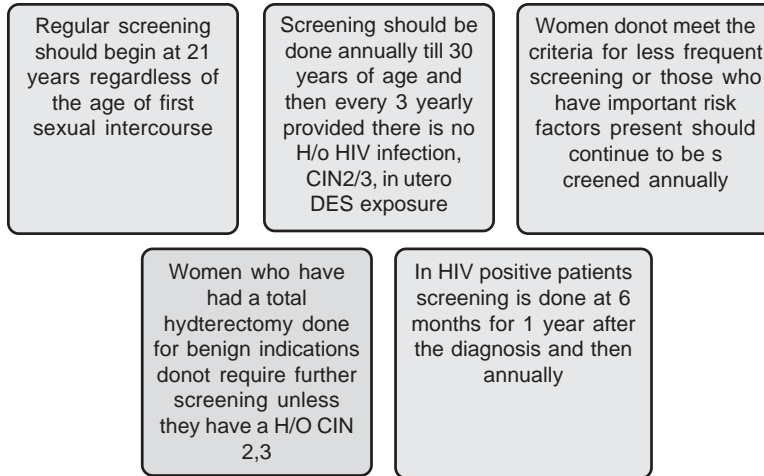 Regular screening
should begin at 21
years regardless of
the age of first
sexual intercourse
Screening should be
done annually till 30
years of age and
then every 3 yearly
provided there is no
H/o HIV infection,
CIN2/3, in utero
DES exposure
Women donot meet the
criteria for less frequent
screening or those who
have important risk
factors present should
continue to be s
creened annually
Women who have
had a total
hydterectomy done
for benign indications
donot require further
screening unless
they have a H/O CIN
2,3
In HIV positive patients
screening is done at 6
months for 1 year after
the diagnosis and then
annually